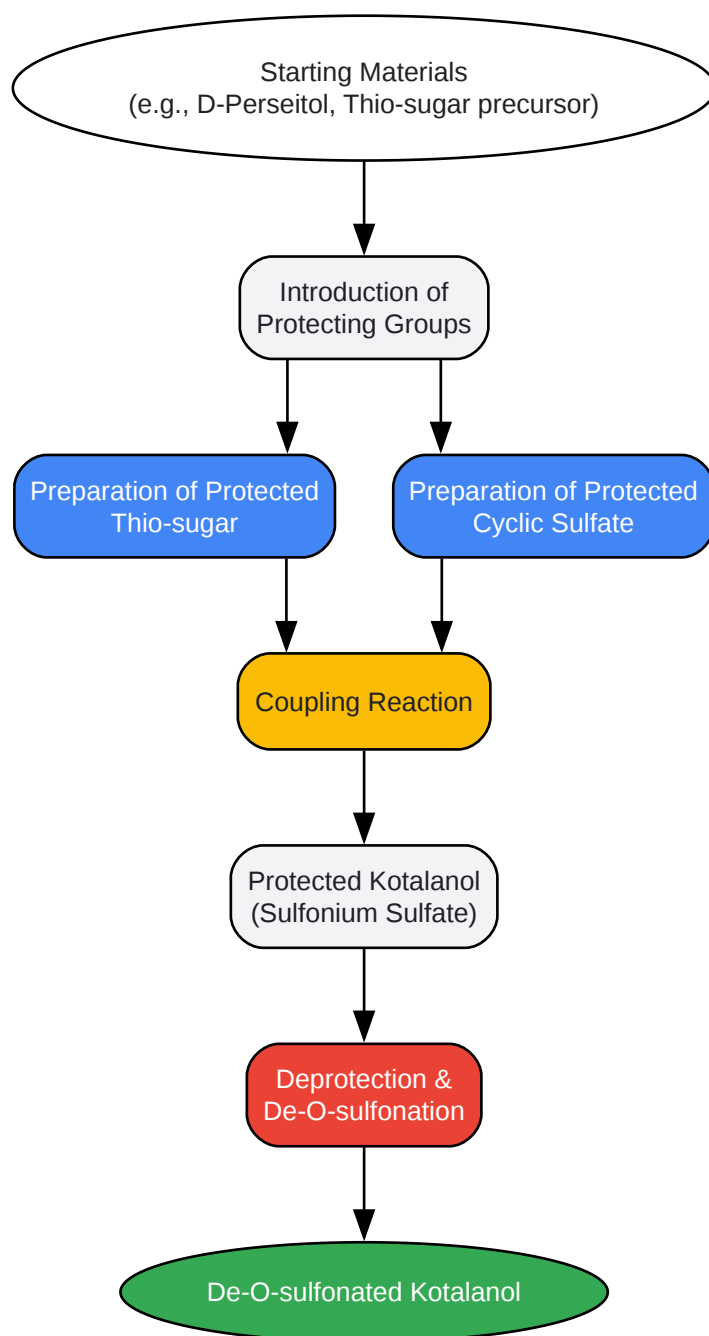 Starting Materials
(e.g., D-Perseitol, Thio-sugar precursor)
Introduction of
Protecting Groups
Preparation of Protected
Thio-sugar
Preparation of Protected
Cyclic Sulfate
Coupling Reaction
Protected Kotalanol
(Sulfonium Sulfate)
Deprotection &
De-O-sulfonation
De-O-sulfonated Kotalanol